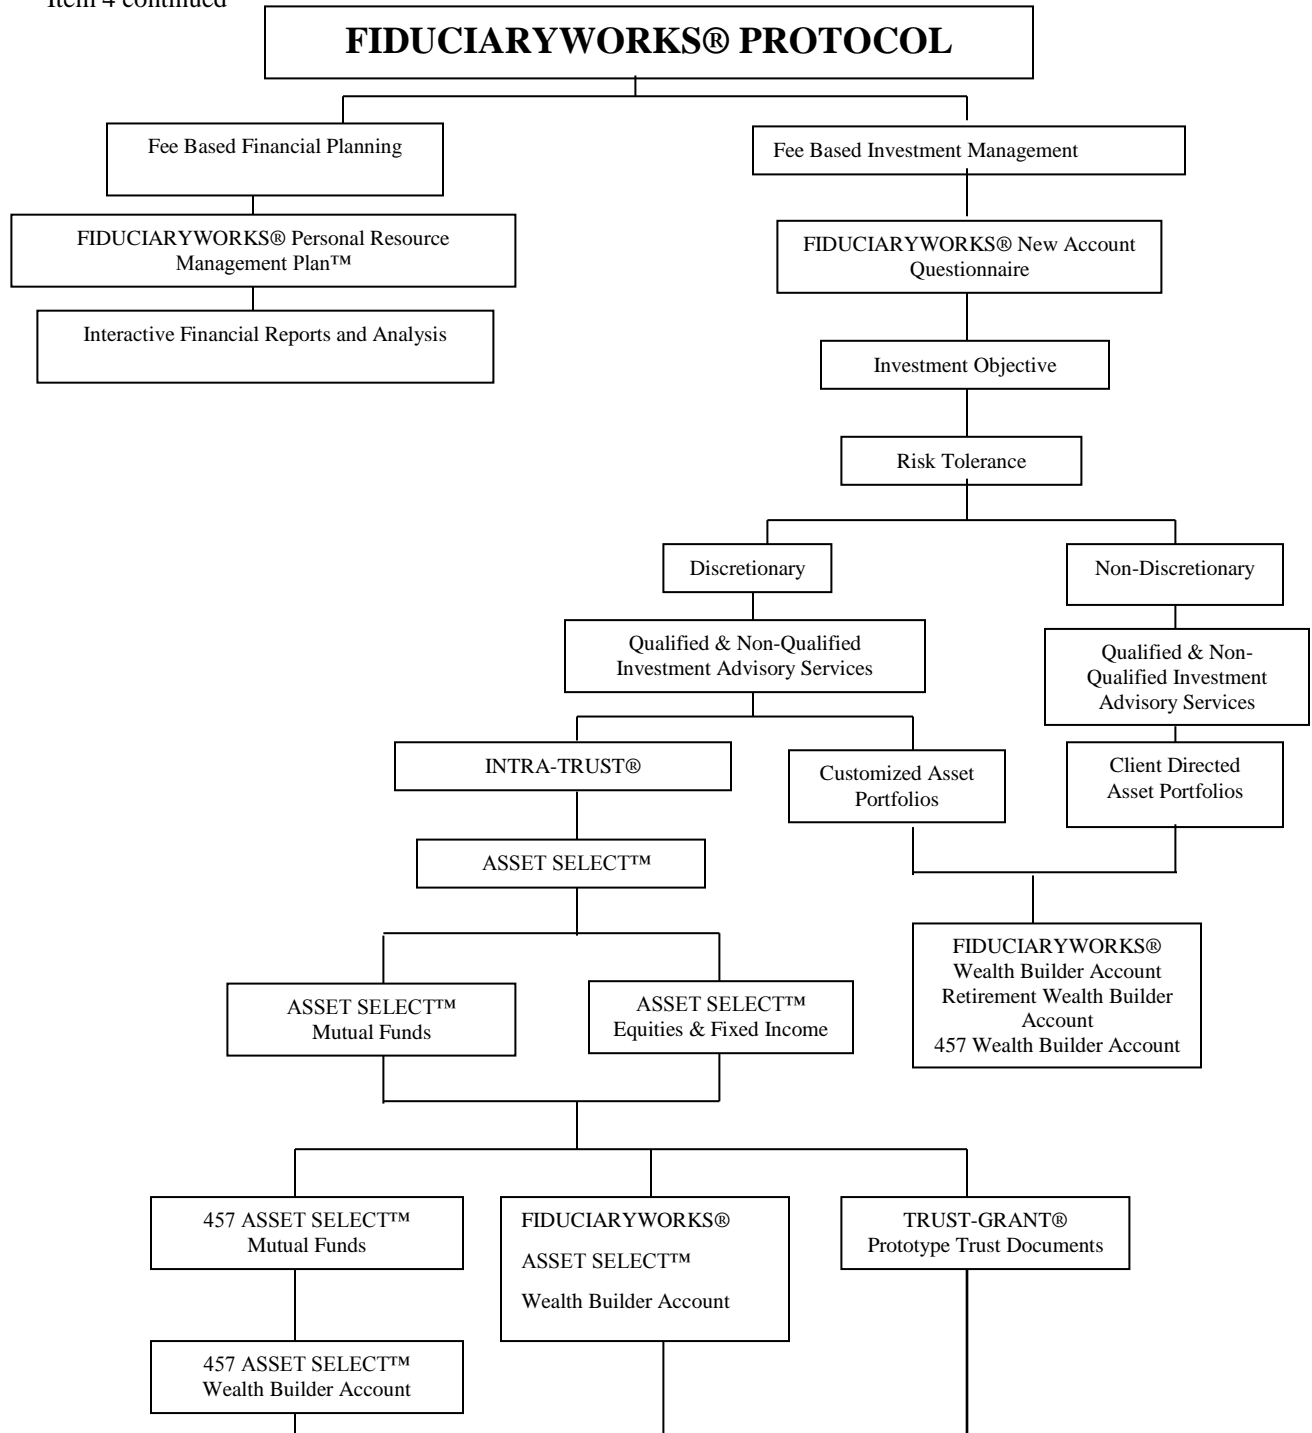 Item 4 continued
FIDUCIARYWORKS® PROTOCOL
Fee Based Financial Planning
Fee Based Investment Management
FIDUCIARYWORKS® Personal Resource
Management Plan™
FIDUCIARYWORKS® New Account
Questionnaire
Interactive Financial Reports and Analysis
Investment Objective
Risk Tolerance
Discretionary
Non-Discretionary
Qualified & Non-Qualified
Investment Advisory Services
Qualified & Non-
Qualified Investment
Advisory Services
INTRA-TRUST®
Customized Asset
Portfolios
Client Directed
Asset Portfolios
ASSET SELECT™
ASSET SELECT™
Mutual Funds
ASSET SELECT™
Equities & Fixed Income
FIDUCIARYWORKS®
Wealth Builder Account
Retirement Wealth Builder
Account
457 Wealth Builder Account
457 ASSET SELECT™
Mutual Funds
FIDUCIARYWORKS®
ASSET SELECT™
Wealth Builder Account
TRUST-GRANT®
Prototype Trust Documents
457 ASSET SELECT™
Wealth Builder Account